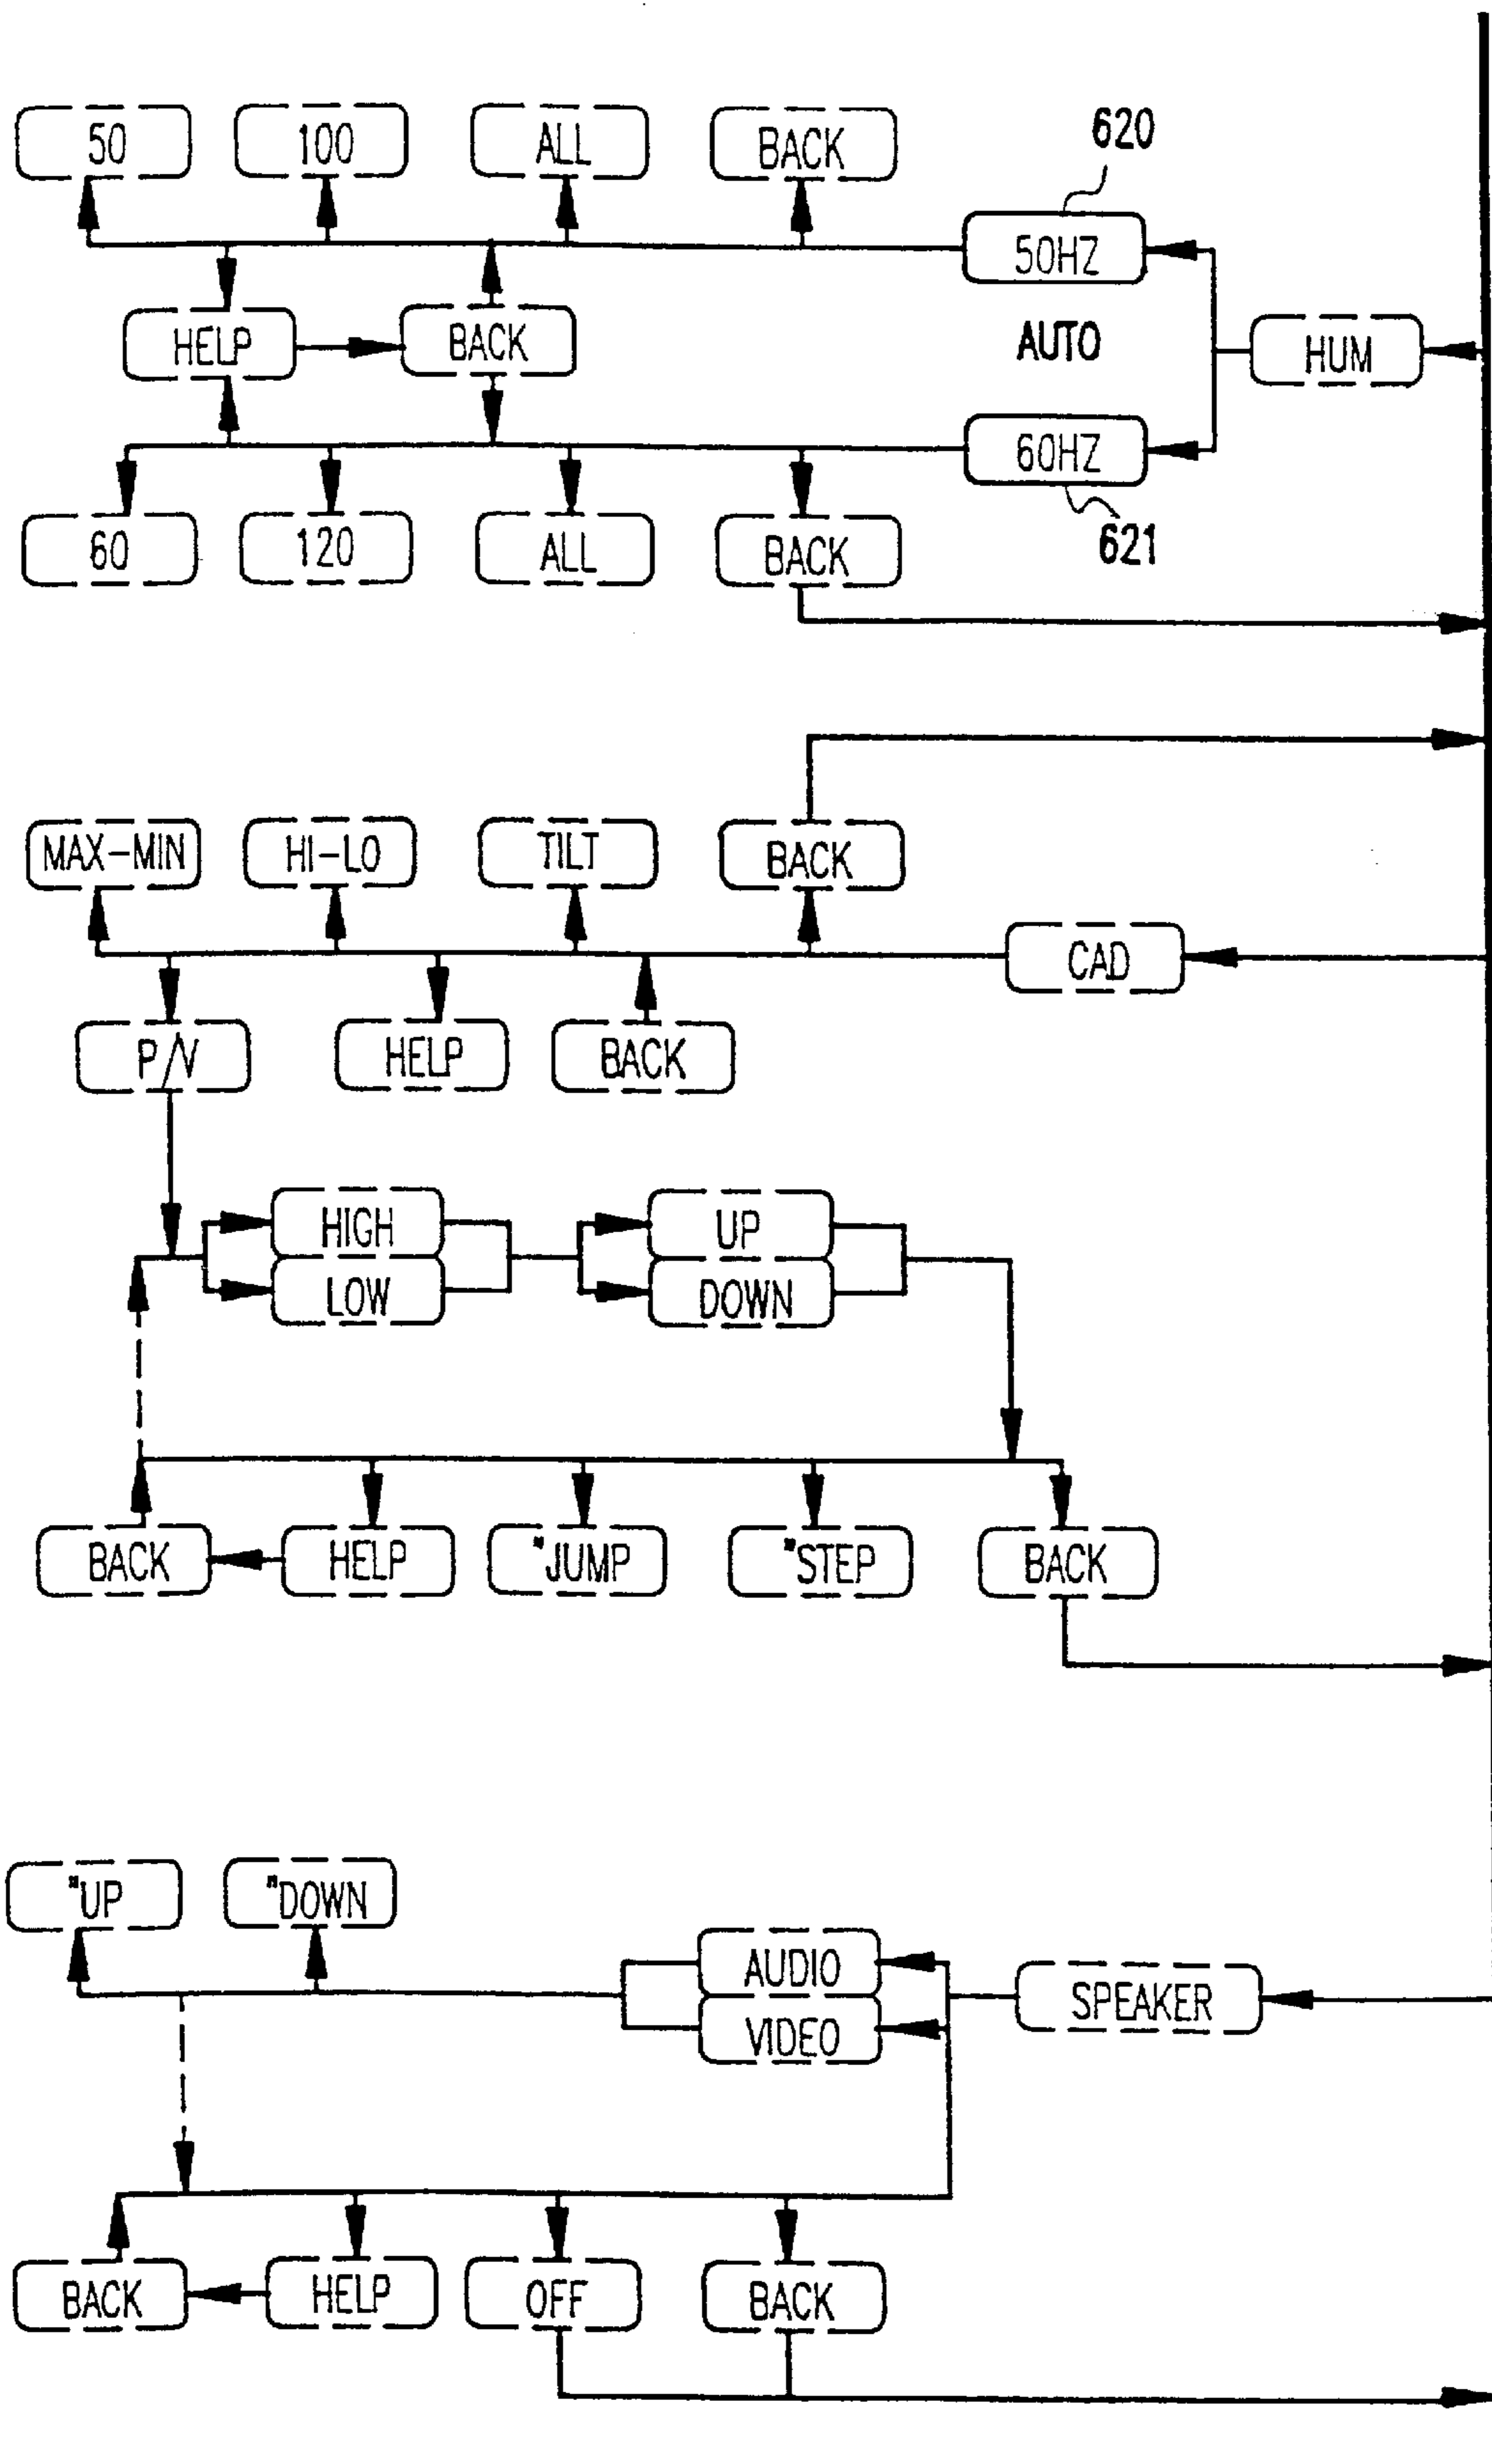 620
50 100 ALL BACK
50HZ
HELP BACK AUTO HUM
60HZ
60 120 ALL BACK 621
MAX-MIN HI-LO TILT BACK
CAD
P/V HELP BACK
HIGH UP
LOW DOWN
BACK HELP "JUMP "STEP BACK
"UP "DOWN
AUDIO SPEAKER
VIDEO
BACK HELP OFF BACK